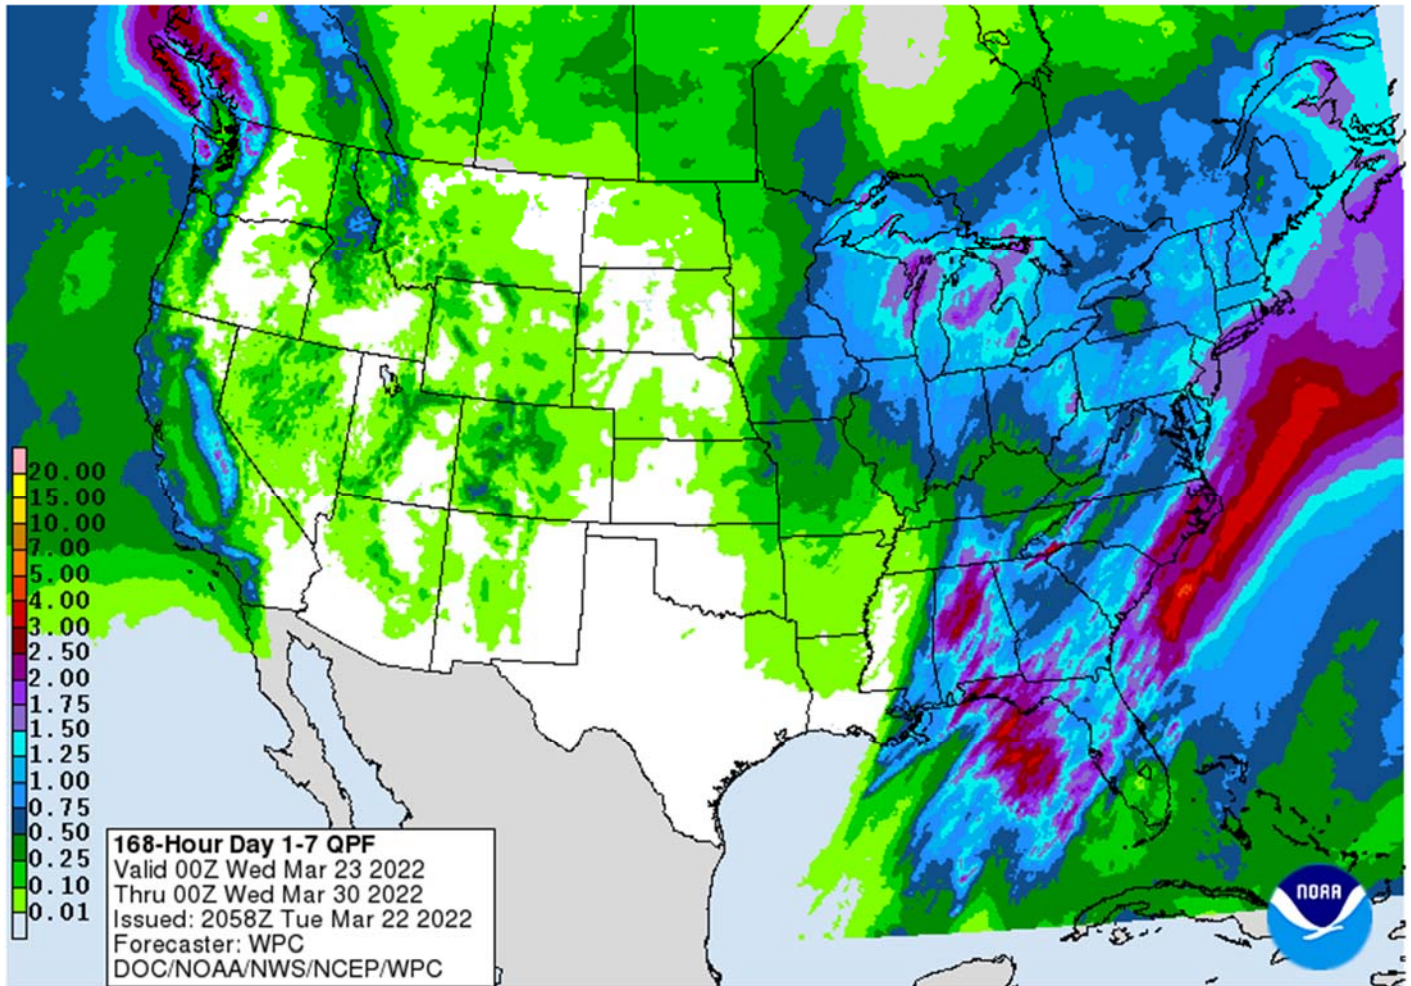 20.00
15.00
10.00
7.00
5.00
4.00
3.00
2.50
2.00
1.75
1.50
1.25
1.00
0.75
0.50
0.25
0.10
0.01
168-Hour Day 1-7 QPF
Valid 00Z Wed Mar 23 2022
Thru 00Z Wed Mar 30 2022
Issued: 2058Z Tue Mar 22 2022
Forecaster: WPC
DOC/NOAA/NWS/NCEP/WPC
NOAA